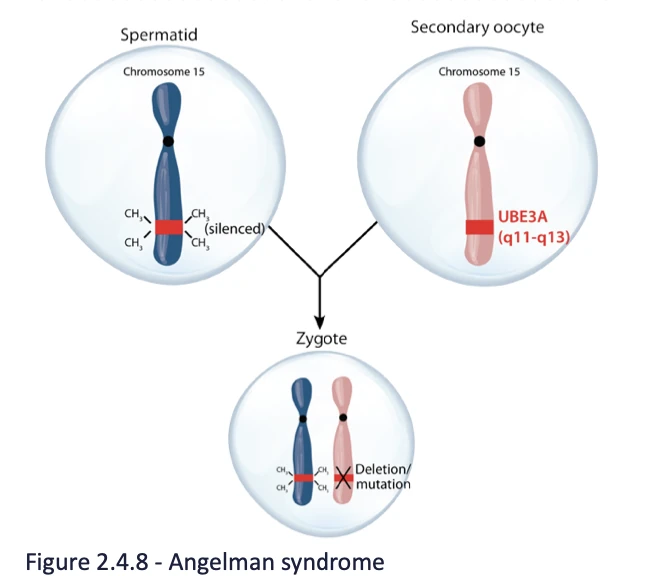 Spermatid
Secondary oocyte
Chromosome 15
Chromosome 15
CH₃ CH₃
(silenced)
CH₃ CH₃
UBE3A
(q11-q13)
Zygote
CH₃ CH₃
CH₃ CH₃
Deletion/
mutation
Figure 2.4.8 - Angelman syndrome